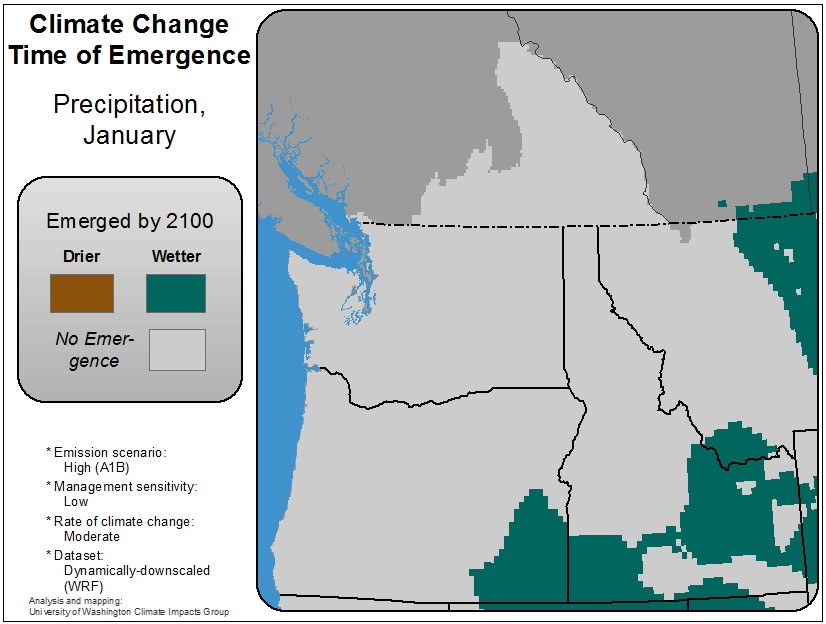 Climate Change
Time of Emergence
Precipitation,
January
Emerged by 2100
Drier
Wetter
No Emer-
gence
* Emission scenario:
High (A1B)
* Management sensitivity:
Low
* Rate of climate change:
Moderate
* Dataset:
Dynamically-downscaled
(WRF)
Analysis and mapping:
University of Washington Climate Impacts Group